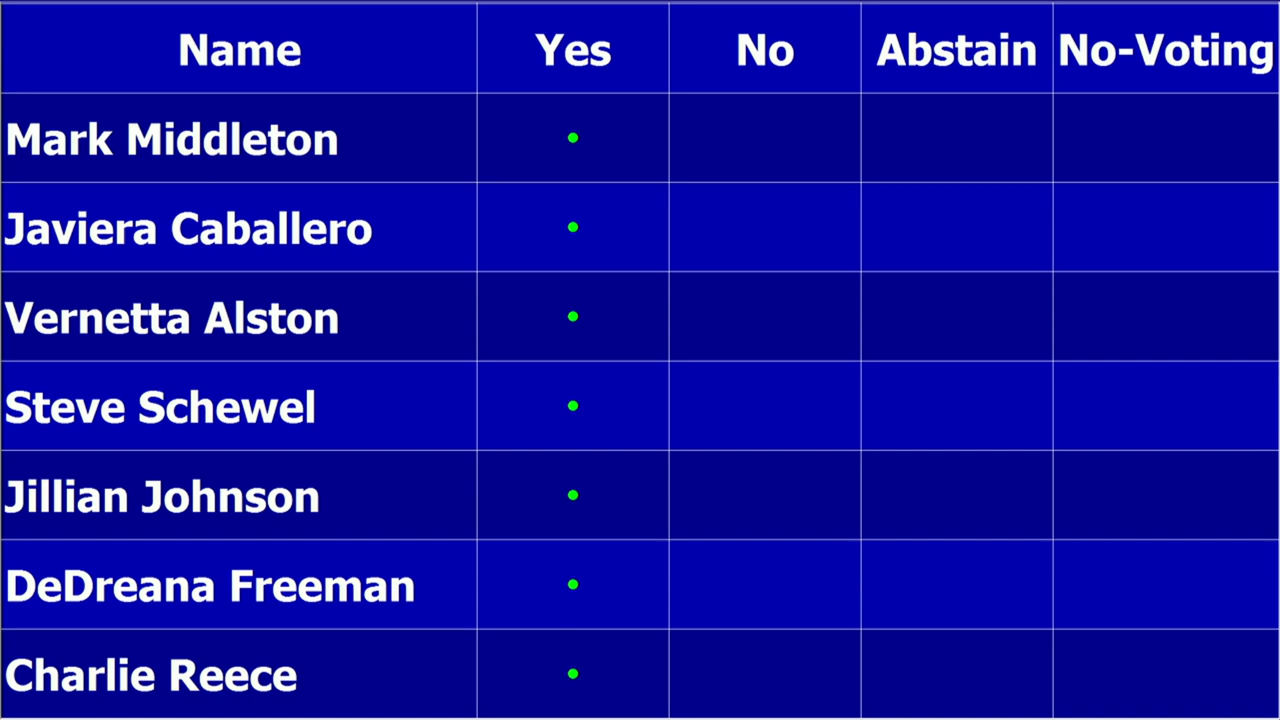 Name Yes No Abstain No-Voting
Mark Middleton
Javiera Caballero
Vernetta Alston
Steve Schewel
Jillian Johnson
DeDreana Freeman
Charlie Reece